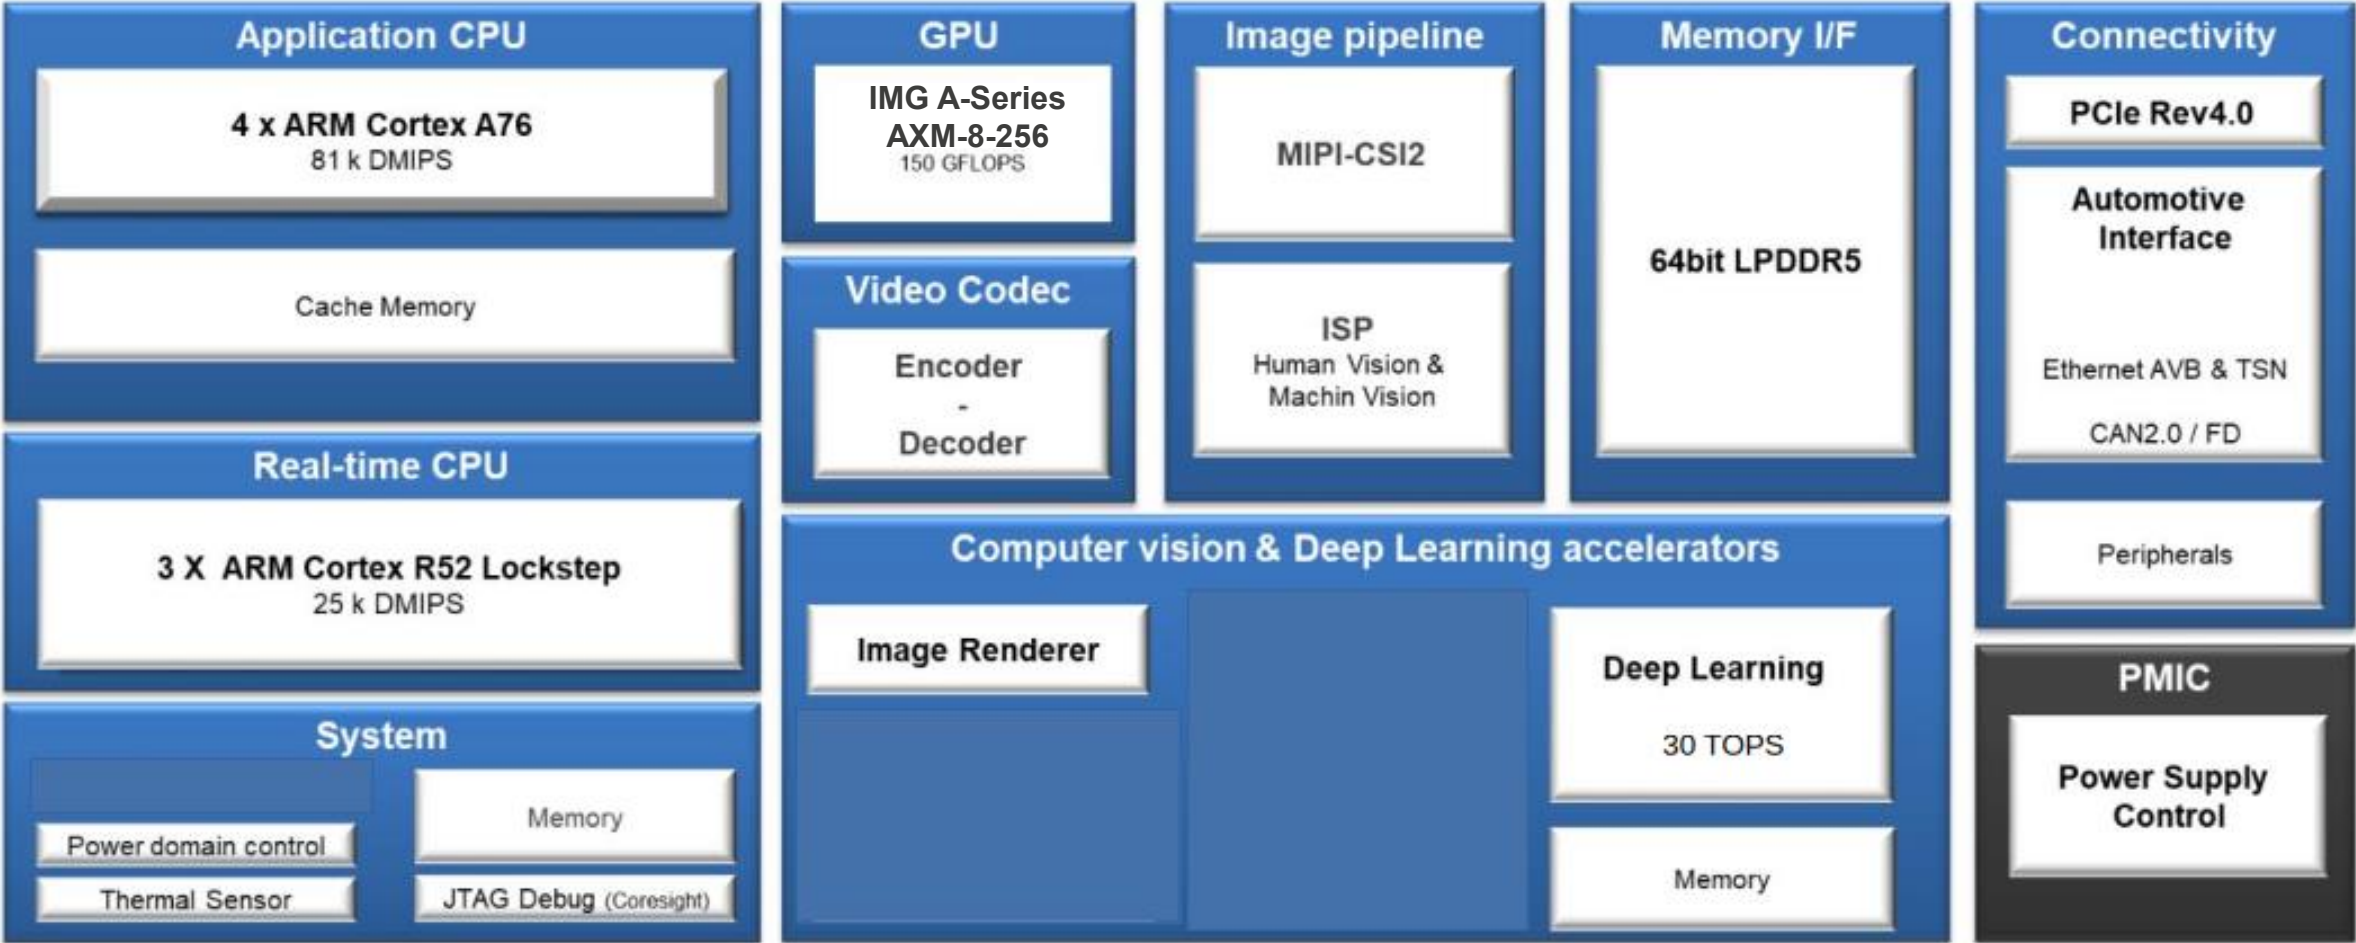 Application CPU
4 x ARM Cortex A76
81 k DMIPS
Cache Memory
Real-time CPU
3 X ARM Cortex R52 Lockstep
25 k DMIPS
System
Power domain control
Thermal Sensor
Memory
JTAG Debug (Coresight)
GPU
IMG A-Series
AXM-8-256
150 GFLOPS
Video Codec
Encoder
-
Decoder
Image pipeline
MIPI-CSI2
ISP
Human Vision &
Machin Vision
Memory I/F
64bit LPDDR5
Computer vision & Deep Learning accelerators
Image Renderer
Deep Learning
30 TOPS
Memory
Connectivity
PCIe Rev4.0
Automotive
Interface
Ethernet AVB & TSN
CAN2.0 / FD
Peripherals
PMIC
Power Supply
Control